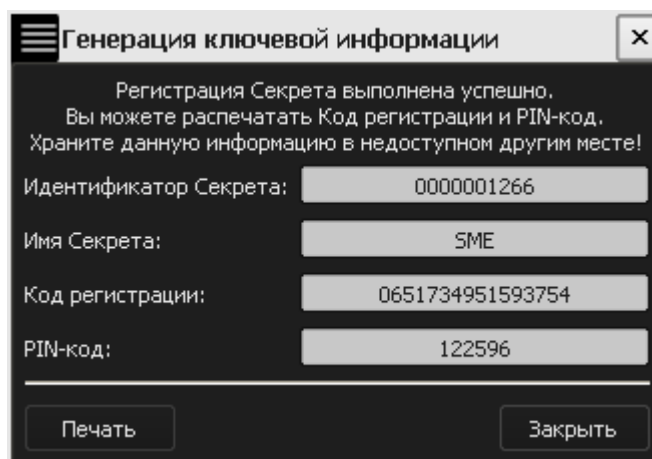 Генерация ключевой информации
Регистрация Секрета выполнена успешно.
Вы можете распечатать Код регистрации и PIN-код.
Храните данную информацию в недоступном другим месте!
Идентификатор Секрета: 0000001266
Имя Секрета: SME
Код регистрации: 0651734951593754
PIN-код: 122596
Печать Закрыть